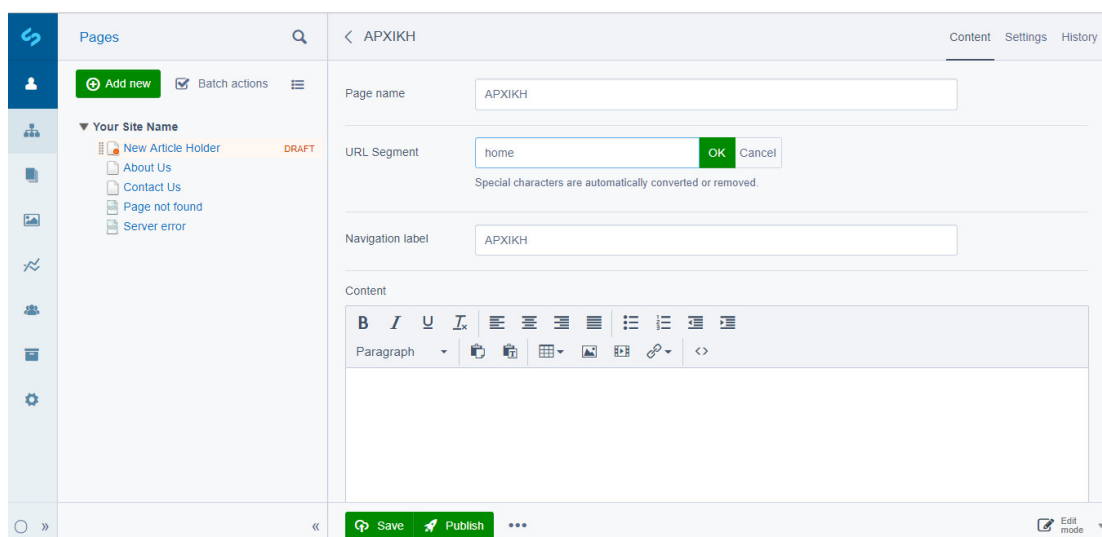 Pages
ΑΡΧΙΚΗ
Content Settings History
Add new Batch actions
Your Site Name
New Article Holder DRAFT
About Us
Contact Us
Page not found
Server error
Page name ΑΡΧΙΚΗ
URL Segment home OK Cancel
Special characters are automatically converted or removed.
Navigation label ΑΡΧΙΚΗ
Content
B I U Tx
Paragraph
Save Publish
Edit mode